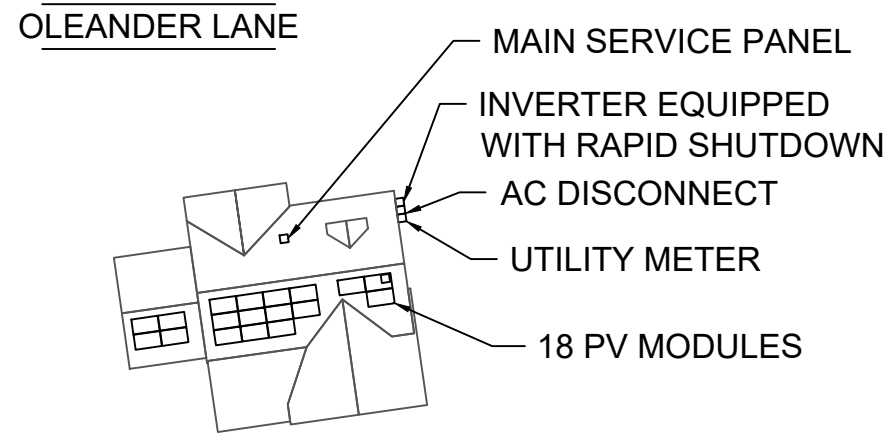 OLEANDER LANE
MAIN SERVICE PANEL
INVERTER EQUIPPED
WITH RAPID SHUTDOWN
AC DISCONNECT
UTILITY METER
18 PV MODULES